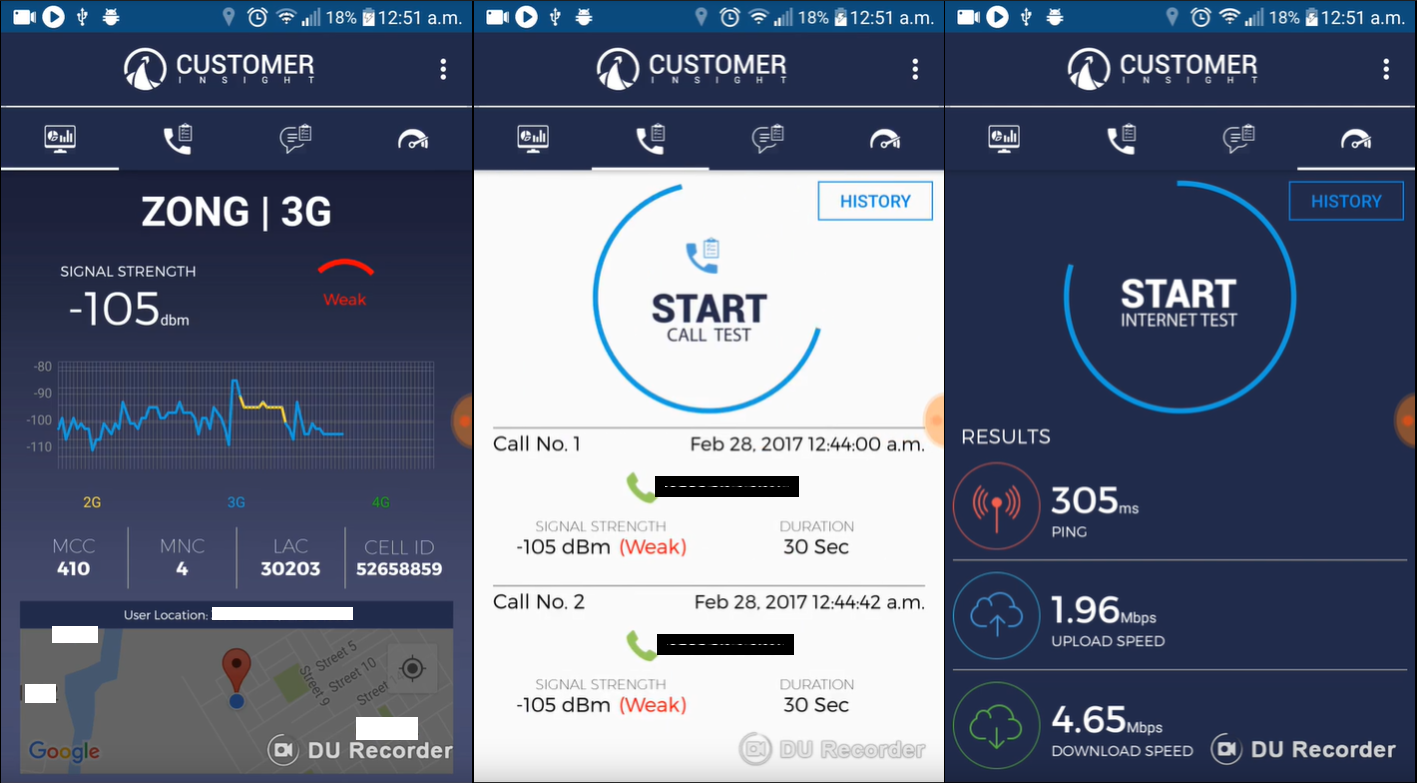 18% 12:51 a.m.
CUSTOMER
INSIGHT
ZONG | 3G
SIGNAL STRENGTH
-105dbm
Weak
-80
-90
-100
-110
2G 3G 4G
MCC MNC LAC CELL ID
410 4 30203 52658859
User Location:
Street 5
Street 10
Street 9
Street
Google
DU Recorder
18% 12:51 a.m.
CUSTOMER
INSIGHT
HISTORY
START
CALL TEST
Call No. 1 Feb 28, 2017 12:44:00 a.m.
SIGNAL STRENGTH DURATION
-105 dBm (Weak) 30 Sec
Call No. 2 Feb 28, 2017 12:44:42 a.m.
SIGNAL STRENGTH DURATION
-105 dBm (Weak) 30 Sec
DU Recorder
18% 12:51 a.m.
CUSTOMER
INSIGHT
HISTORY
START
INTERNET TEST
RESULTS
305ms
PING
1.96Mbps
UPLOAD SPEED
4.65Mbps
DOWNLOAD SPEED
DU Recorder